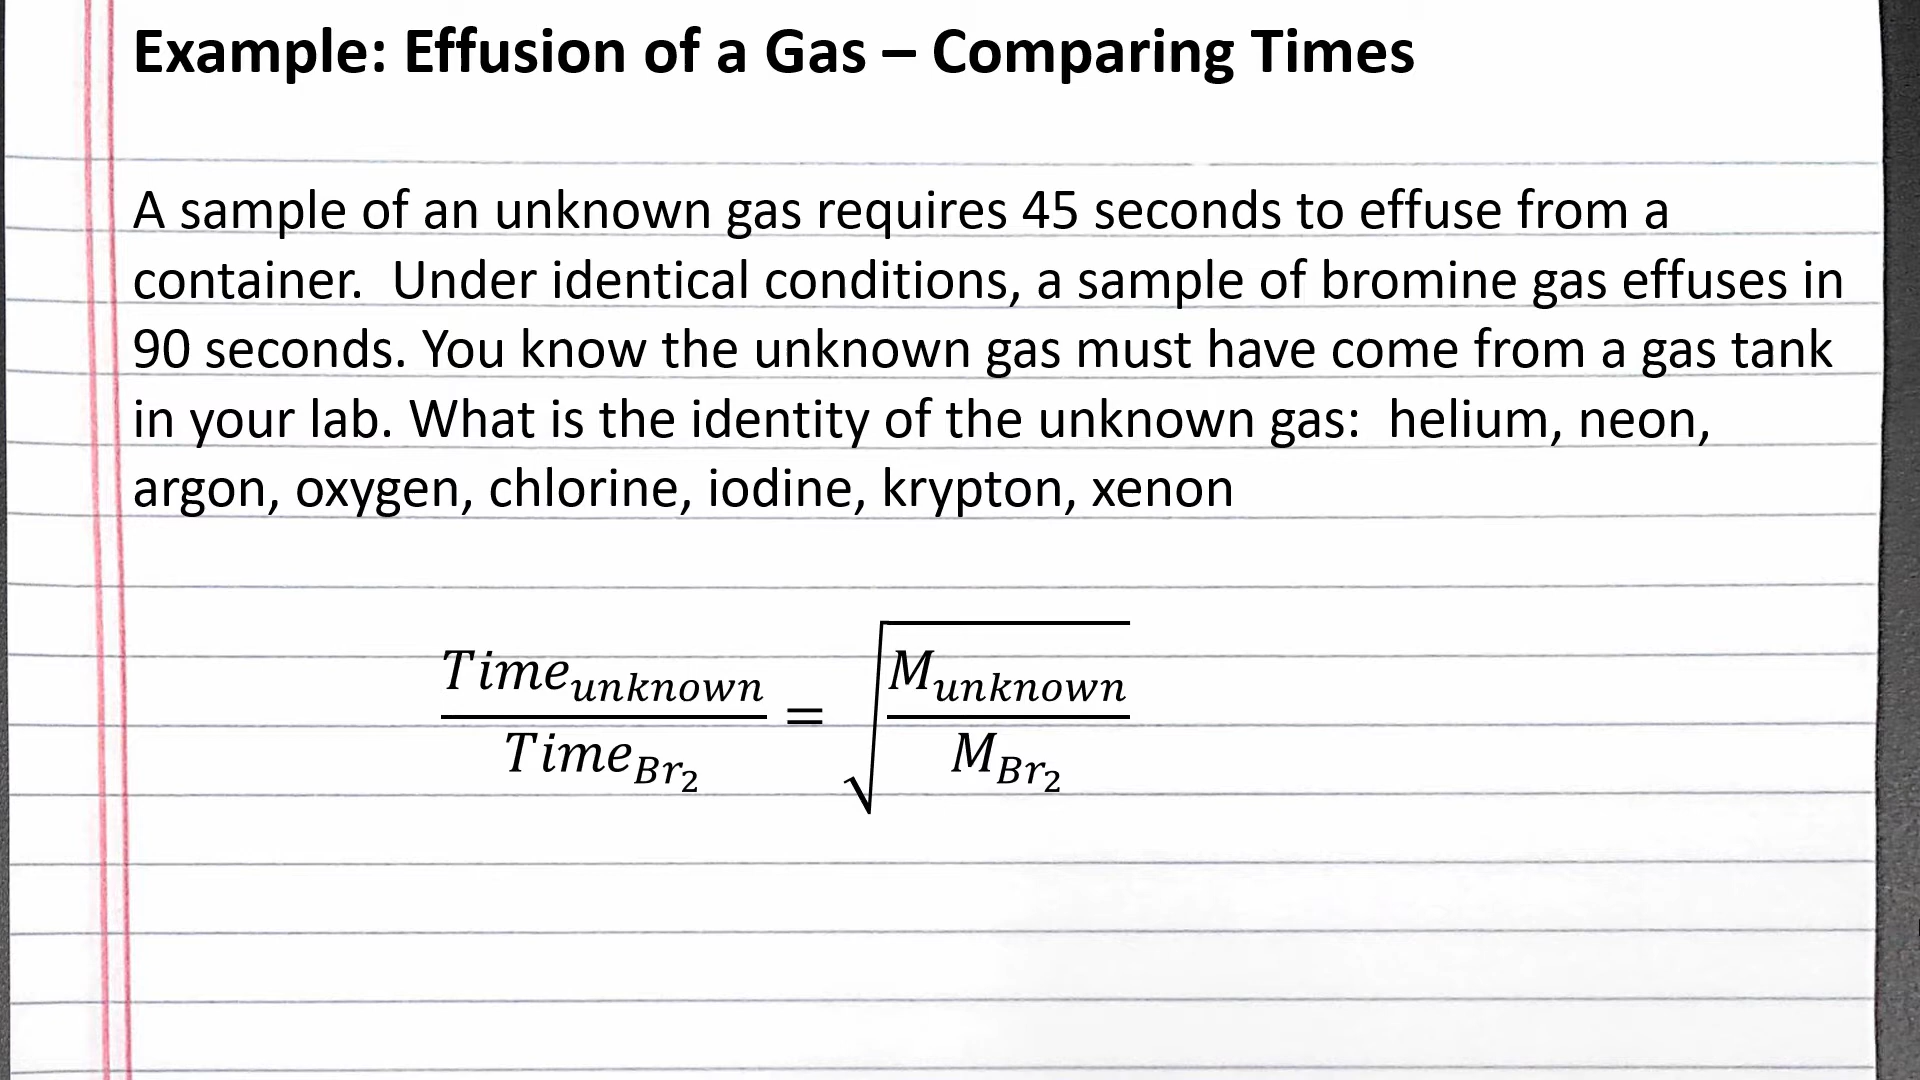 Example: Effusion of a Gas – Comparing Times
A sample of an unknown gas requires 45 seconds to effuse from a
container.  Under identical conditions, a sample of bromine gas effuses in
90 seconds. You know the unknown gas must have come from a gas tank
in your lab. What is the identity of the unknown gas:  helium, neon,
argon, oxygen, chlorine, iodine, krypton, xenon
Time_unknown / Time_Br₂ = √(M_unknown / M_Br₂)